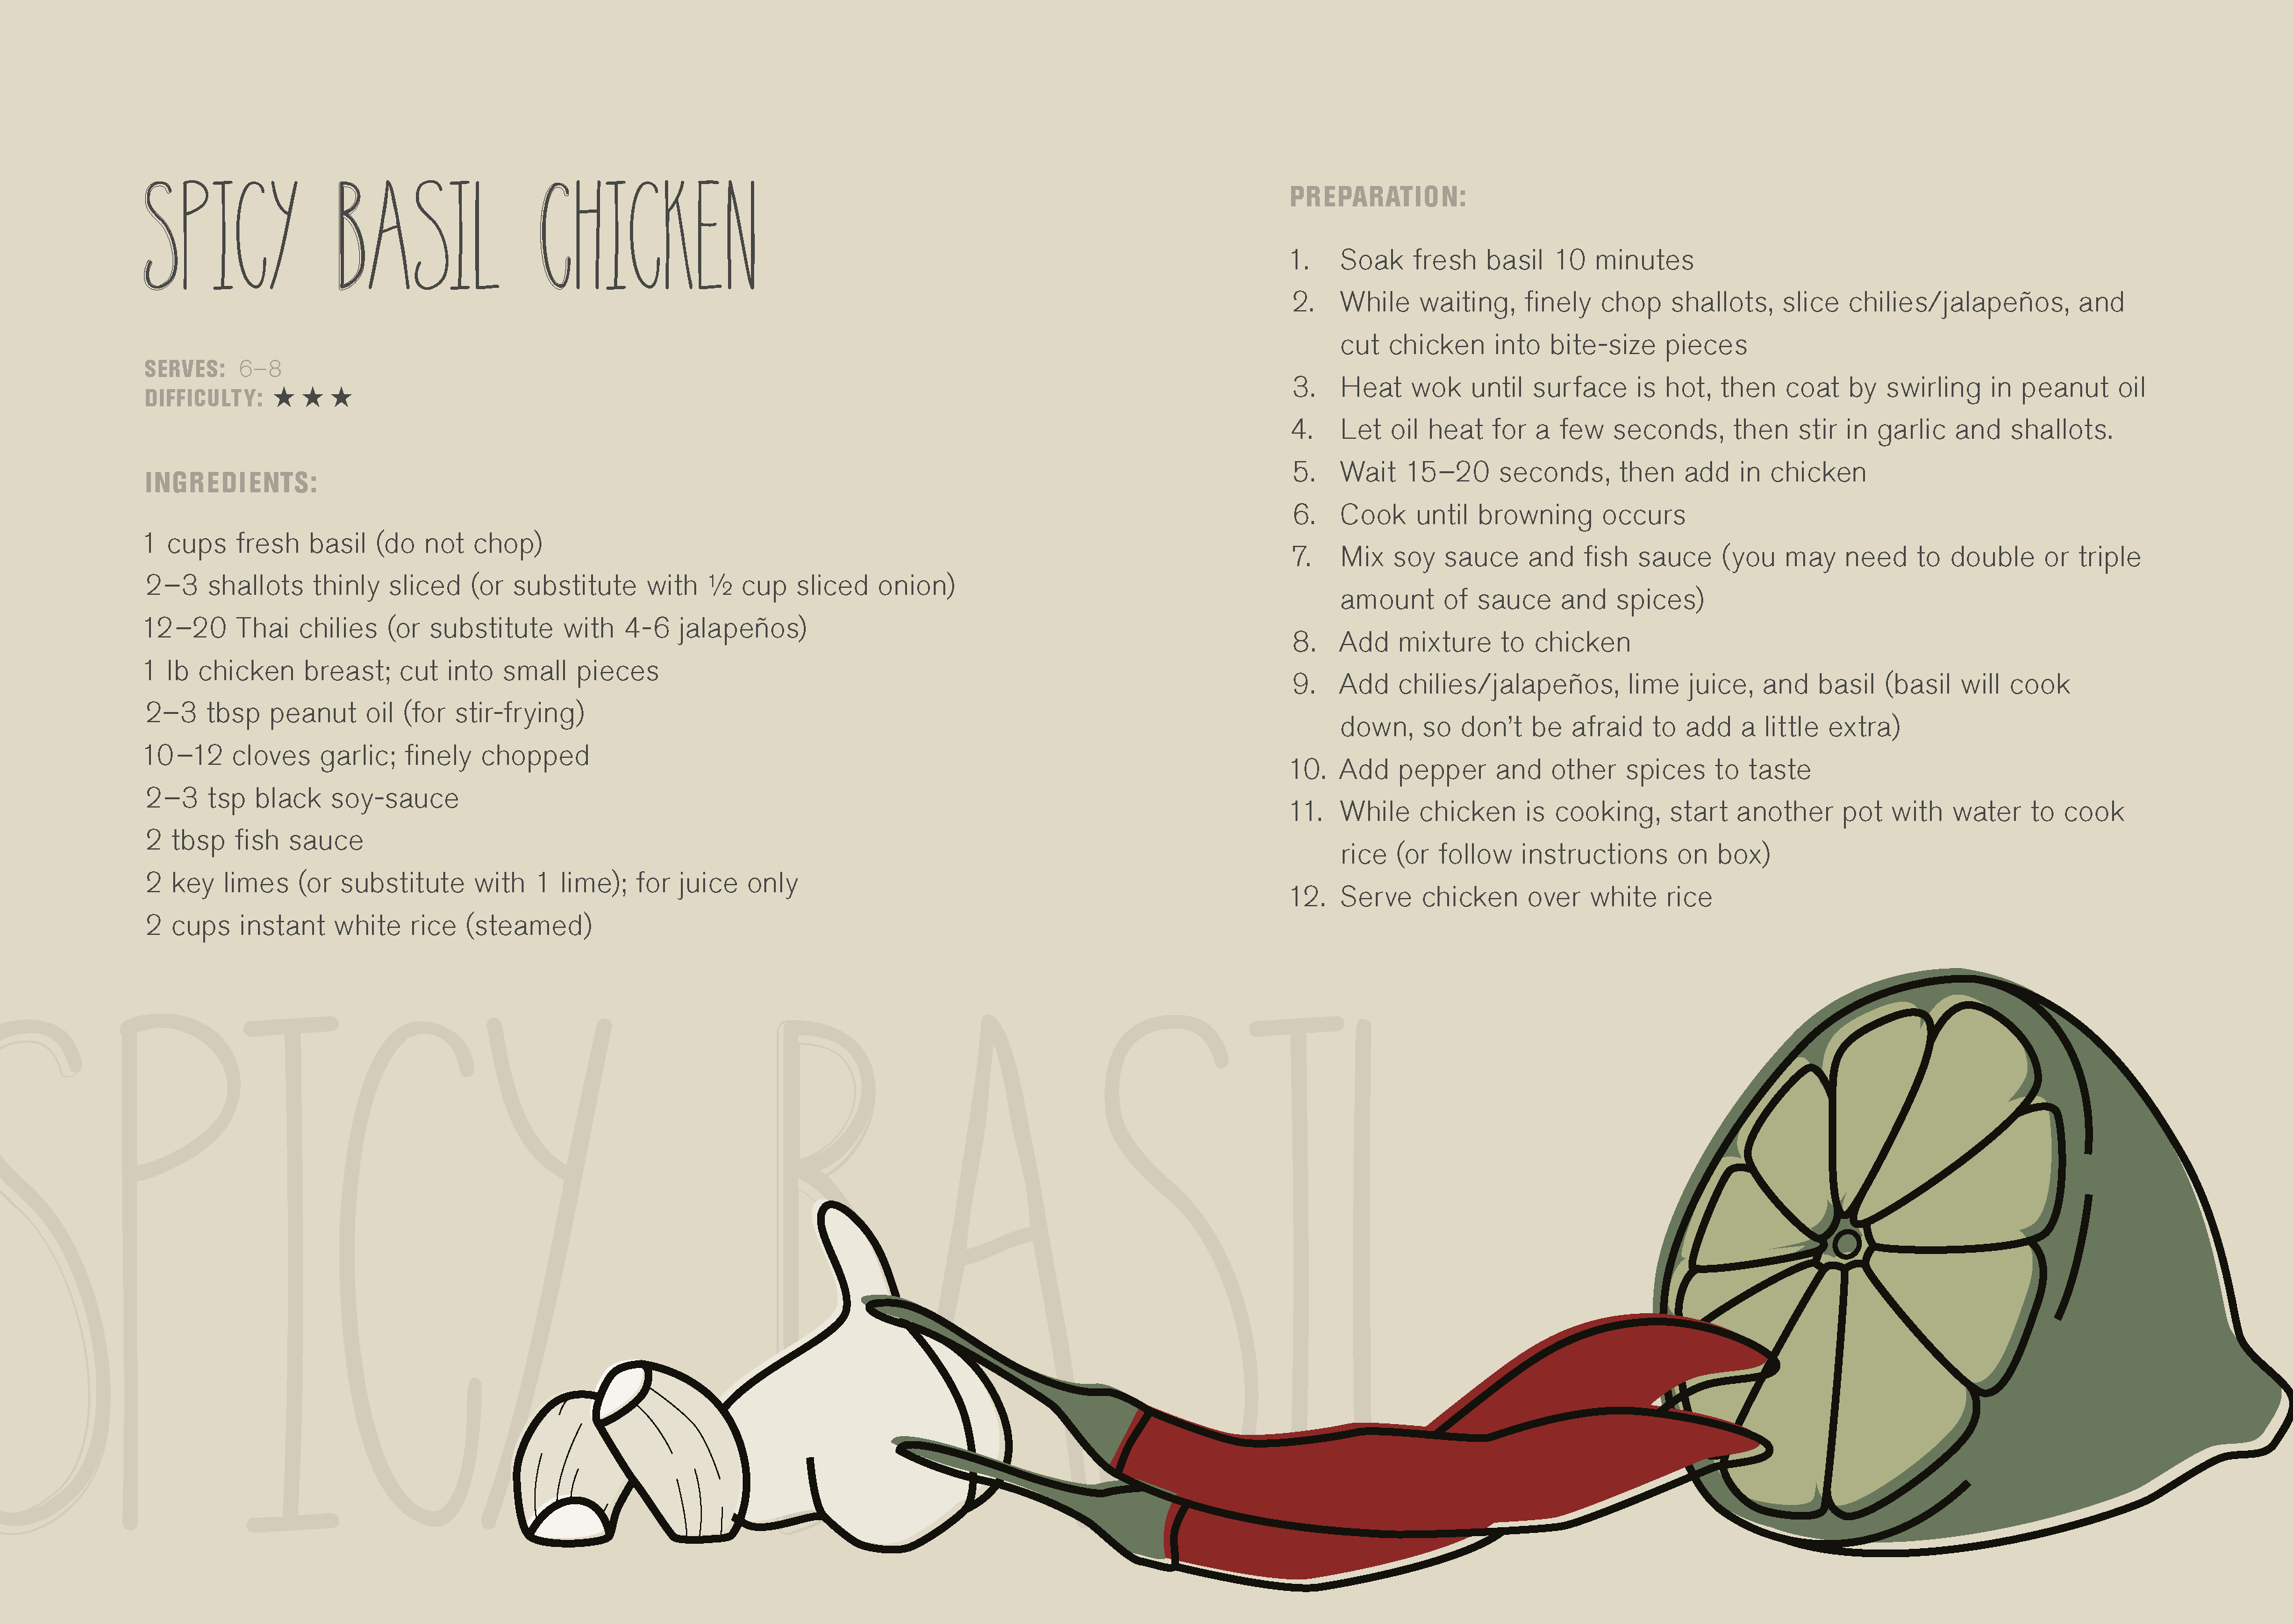 SPICY BASIL CHICKEN
SERVES: 6–8
DIFFICULTY: ★ ★ ★
INGREDIENTS:
1 cups fresh basil (do not chop)
2–3 shallots thinly sliced (or substitute with ½ cup sliced onion)
12–20 Thai chilies (or substitute with 4-6 jalapeños)
1 lb chicken breast; cut into small pieces
2–3 tbsp peanut oil (for stir-frying)
10–12 cloves garlic; finely chopped
2–3 tsp black soy-sauce
2 tbsp fish sauce
2 key limes (or substitute with 1 lime); for juice only
2 cups instant white rice (steamed)
PREPARATION:
1. Soak fresh basil 10 minutes
2. While waiting, finely chop shallots, slice chilies/jalapeños, and
cut chicken into bite-size pieces
3. Heat wok until surface is hot, then coat by swirling in peanut oil
4. Let oil heat for a few seconds, then stir in garlic and shallots.
5. Wait 15–20 seconds, then add in chicken
6. Cook until browning occurs
7. Mix soy sauce and fish sauce (you may need to double or triple
amount of sauce and spices)
8. Add mixture to chicken
9. Add chilies/jalapeños, lime juice, and basil (basil will cook
down, so don't be afraid to add a little extra)
10. Add pepper and other spices to taste
11. While chicken is cooking, start another pot with water to cook
rice (or follow instructions on box)
12. Serve chicken over white rice
SPICY BASIL